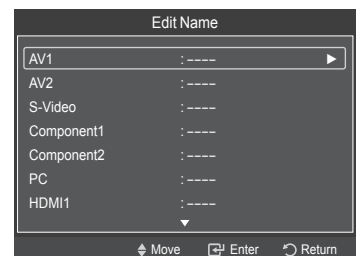 Edit Name
AV1 : ---- ►
AV2 : ----
S-Video : ----
Component1 : ----
Component2 : ----
PC : ----
HDMI1 : ----
▼
Move Enter Return